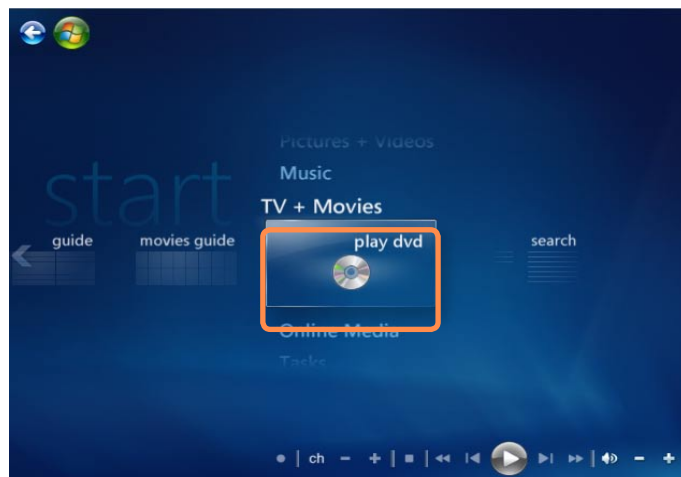 Pictures + Videos
start
Music
TV + Movies
guide
movies guide
play dvd
search
Online Media
Tasks
ch